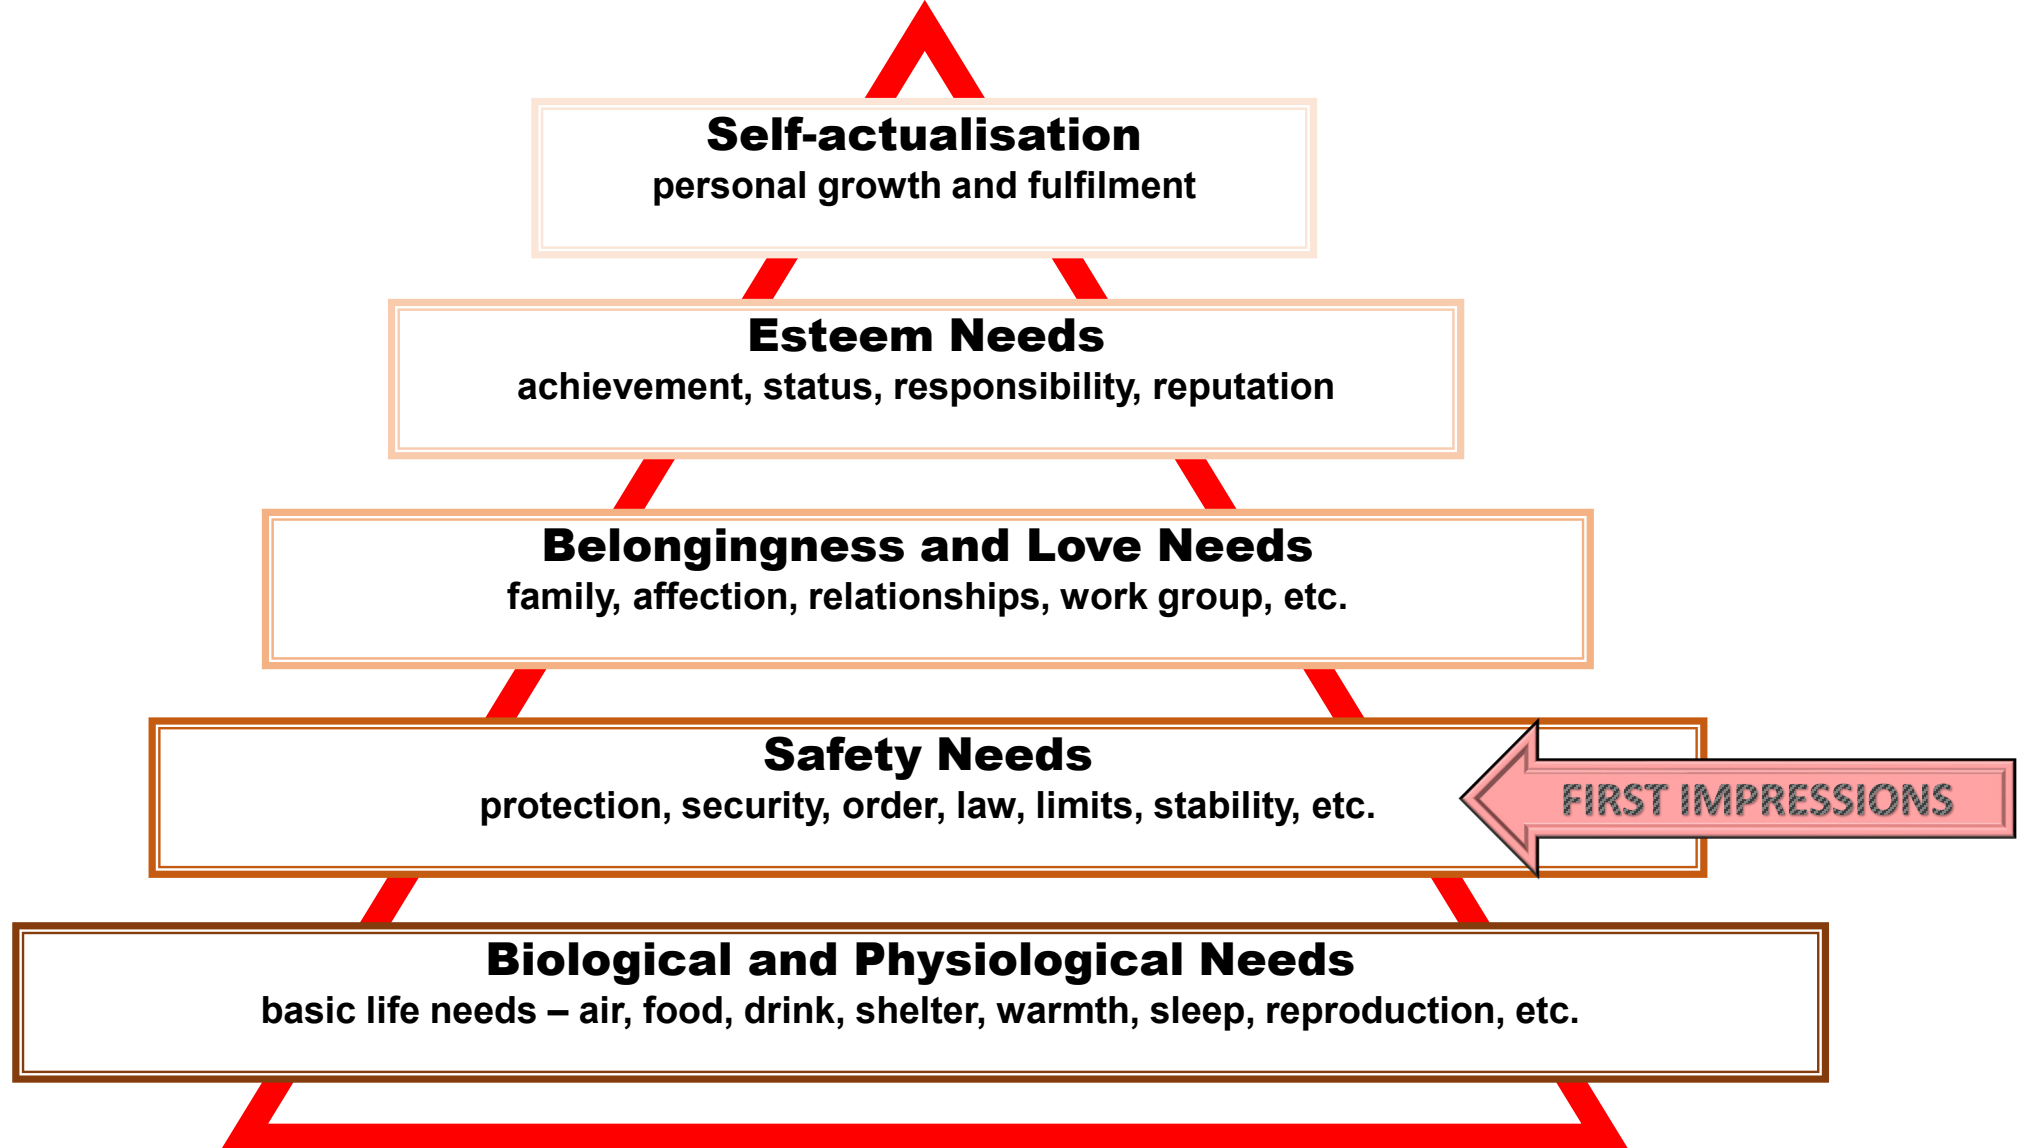 Self-actualisation
personal growth and fulfilment
Esteem Needs
achievement, status, responsibility, reputation
Belongingness and Love Needs
family, affection, relationships, work group, etc.
Safety Needs
protection, security, order, law, limits, stability, etc.
FIRST IMPRESSIONS
Biological and Physiological Needs
basic life needs – air, food, drink, shelter, warmth, sleep, reproduction, etc.